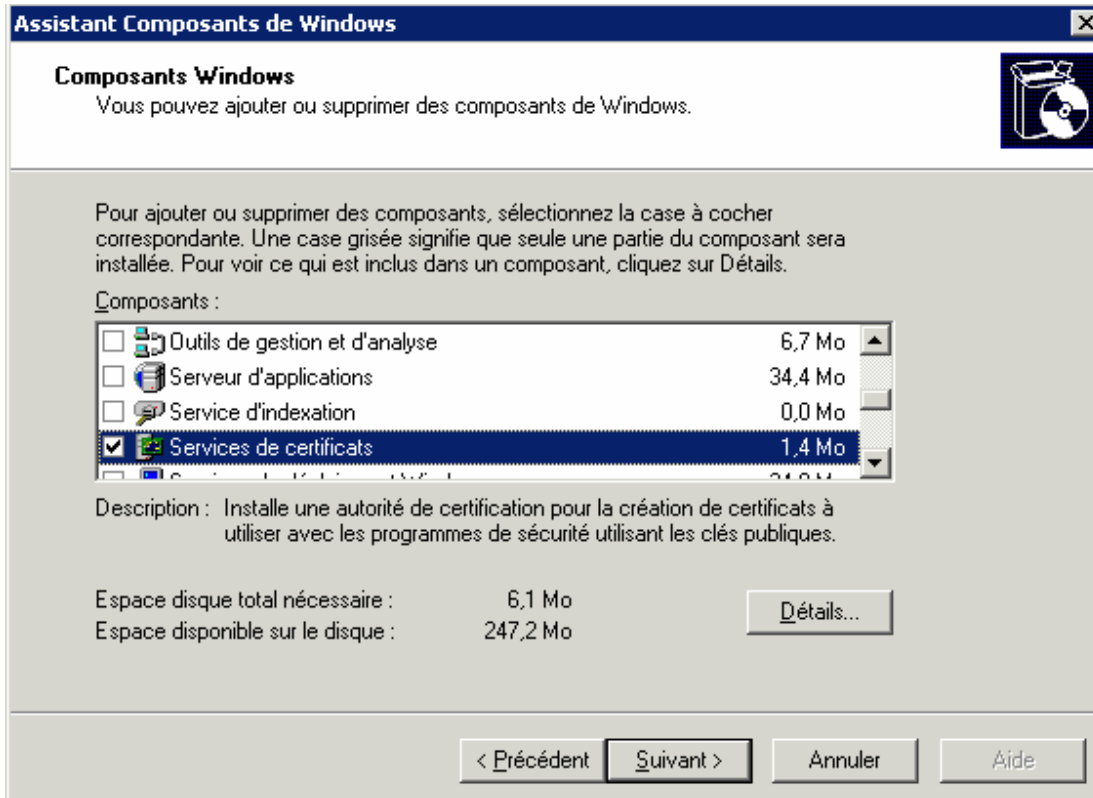 Assistant Composants de Windows
Composants Windows
Vous pouvez ajouter ou supprimer des composants de Windows.
Pour ajouter ou supprimer des composants, sélectionnez la case à cocher
correspondante. Une case grisée signifie que seule une partie du composant sera
installée. Pour voir ce qui est inclus dans un composant, cliquez sur Détails.
Composants :
Outils de gestion et d'analyse 6,7 Mo
Serveur d'applications 34,4 Mo
Service d'indexation 0,0 Mo
Services de certificats 1,4 Mo
Description : Installe une autorité de certification pour la création de certificats à
utiliser avec les programmes de sécurité utilisant les clés publiques.
Espace disque total nécessaire : 6,1 Mo
Espace disponible sur le disque : 247,2 Mo
Détails...
< Précédent Suivant > Annuler Aide